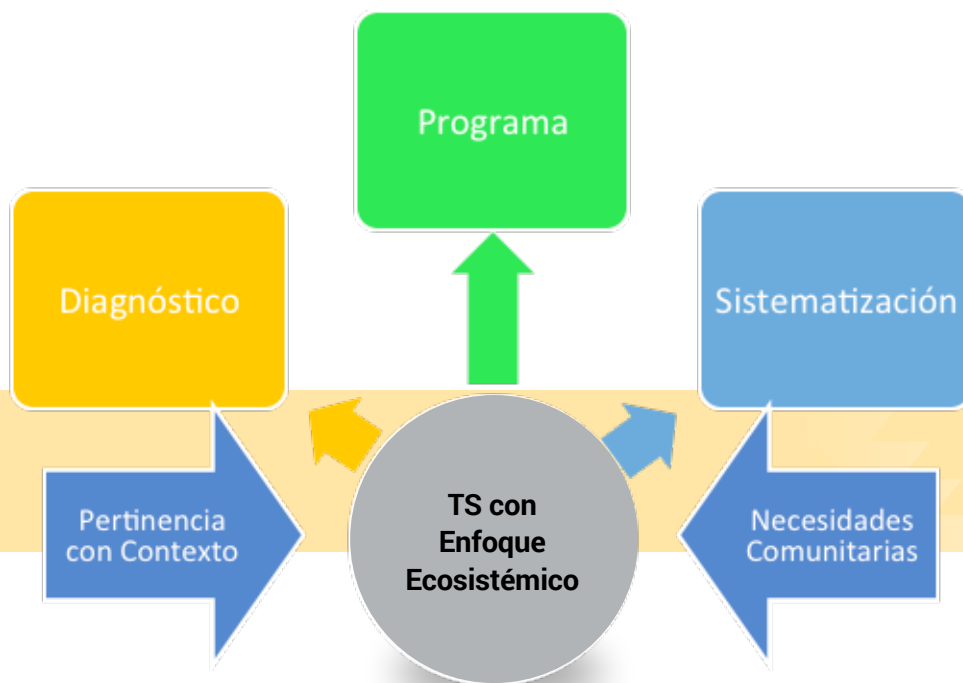 Programa
Diagnóstico
Sistematización
Pertinencia
con Contexto
TS con
Enfoque
Ecosistémico
Necesidades
Comunitarias